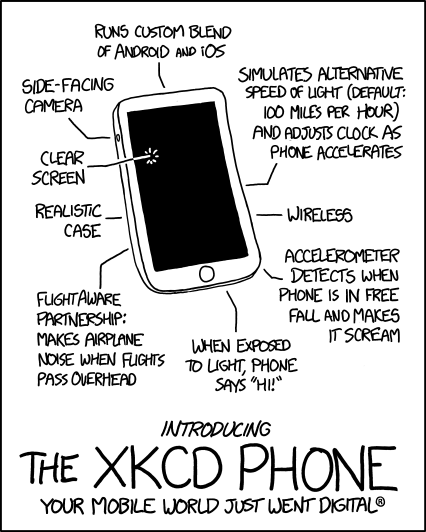 RUNS CUSTOM BLEND
OF ANDROID AND iOS
SIDE-FACING
CAMERA
SIMULATES ALTERNATIVE
SPEED OF LIGHT (DEFAULT:
100 MILES PER HOUR)
AND ADJUSTS CLOCK AS
PHONE ACCELERATES
CLEAR
SCREEN
REALISTIC
CASE
WIRELESS
ACCELEROMETER
DETECTS WHEN
PHONE IS IN FREE
FALL AND MAKES
IT SCREAM
FLIGHTAWARE
PARTNERSHIP:
MAKES AIRPLANE
NOISE WHEN FLIGHTS
PASS OVERHEAD
WHEN EXPOSED
TO LIGHT, PHONE
SAYS "HI!"
INTRODUCING
THE XKCD PHONE
YOUR MOBILE WORLD JUST WENT DIGITAL®